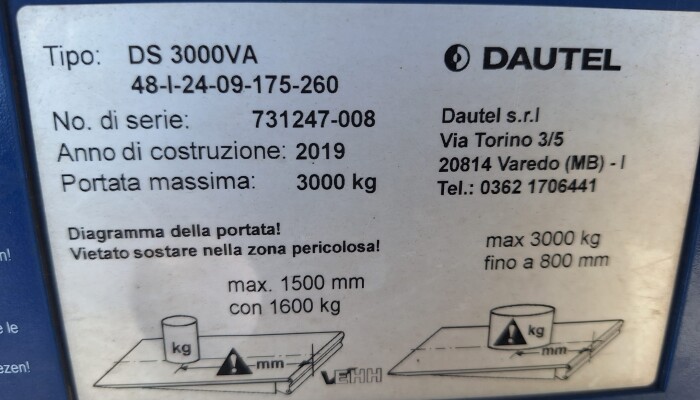 Tipo: DS 3000VA
48-I-24-09-175-260
No. di serie: 731247-008
Anno di costruzione: 2019
Portata massima: 3000 kg
DAUTEL
Dautel s.r.l
Via Torino 3/5
20814 Varedo (MB) - I
Tel.: 0362 1706441
Diagramma della portata!
Vietato sostare nella zona pericolosa!
max. 1500 mm
con 1600 kg
max 3000 kg
fino a 800 mm
kg
mm
kg
mm
n!
e le
ezen!